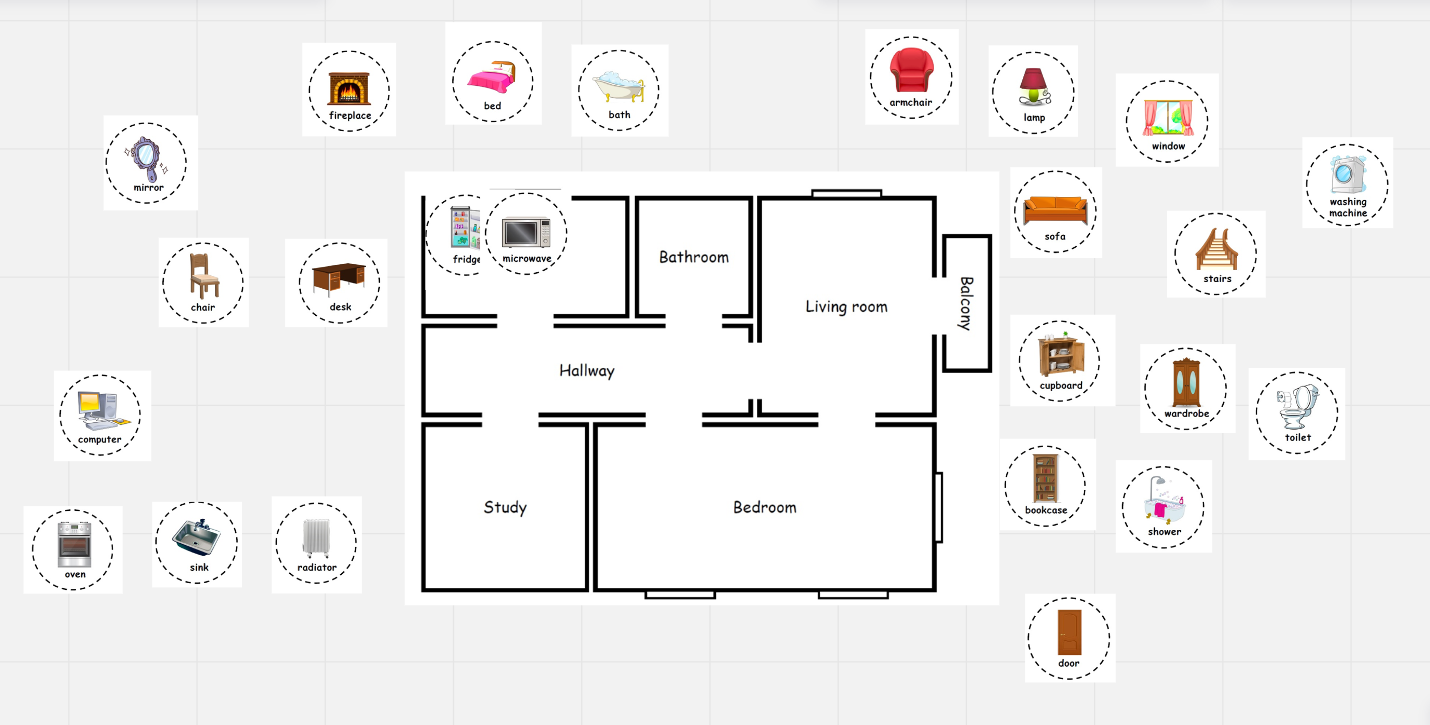 fireplace
bed
bath
armchair
lamp
window
mirror
washing
machine
sofa
fridge
microwave
Bathroom
Living room
Balcony
stairs
chair
desk
Hallway
cupboard
wardrobe
toilet
computer
Study
Bedroom
bookcase
shower
oven
sink
radiator
door